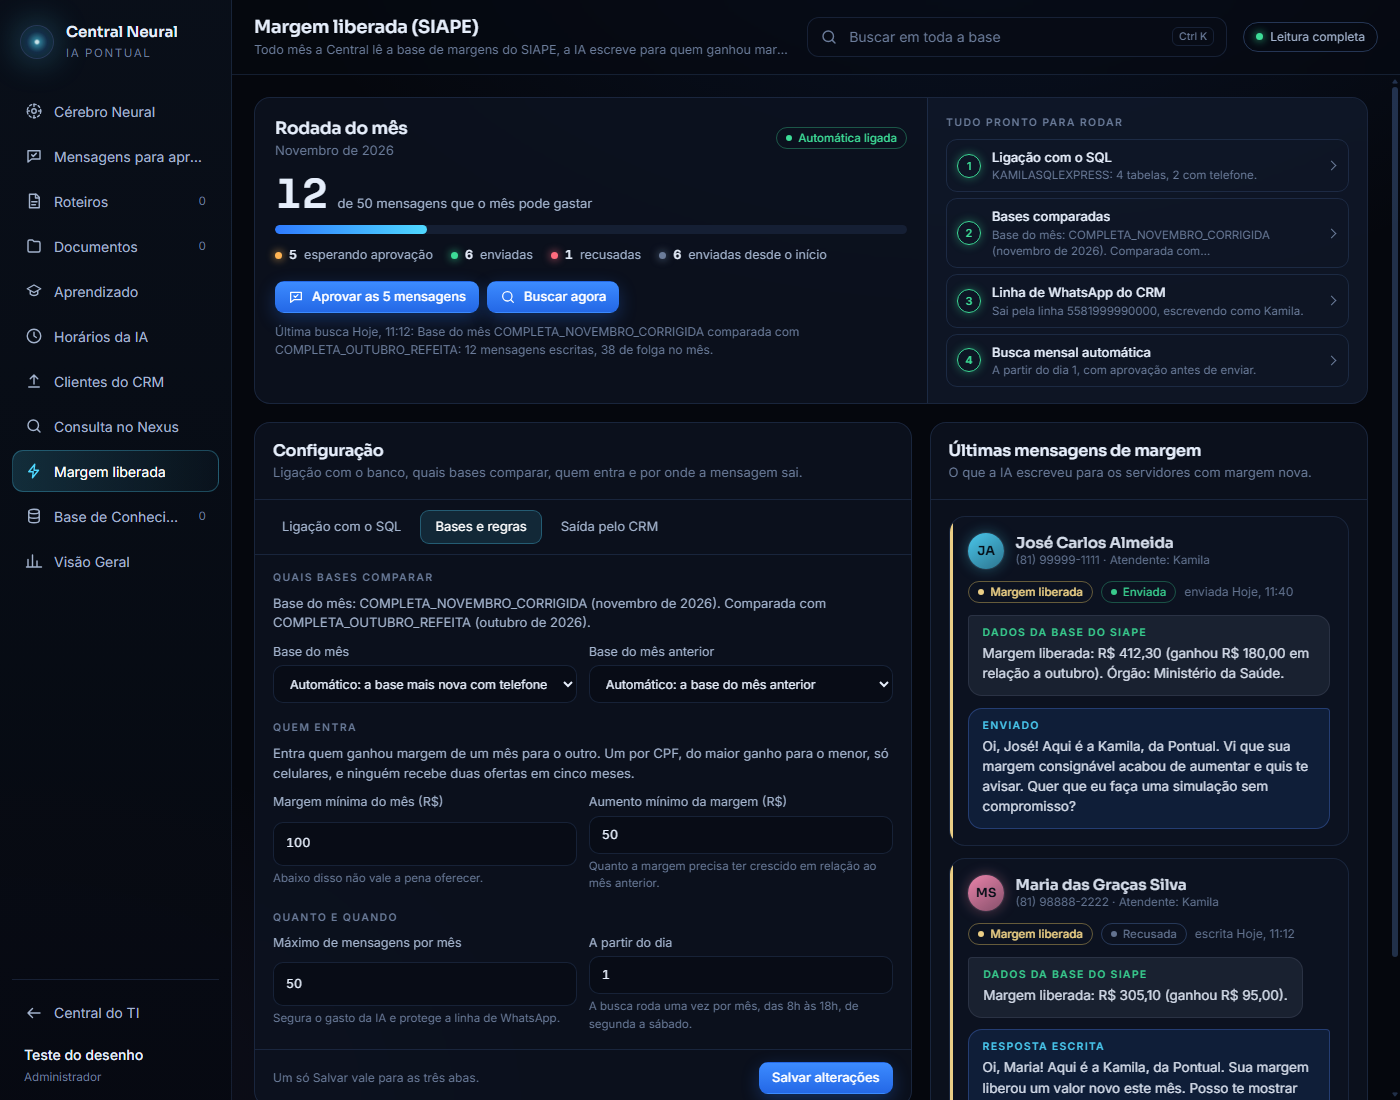 Central Neural
IA PONTUAL
Cérebro Neural
Mensagens para apr...
Roteiros 0
Documentos 0
Aprendizado
Horários da IA
Clientes do CRM
Consulta no Nexus
Margem liberada
Base de Conheci... 0
Visão Geral
Central do TI
Teste do desenho
Administrador
Margem liberada (SIAPE)
Todo mês a Central lê a base de margens do SIAPE, a IA escreve para quem ganhou mar...
Buscar em toda a base Ctrl K
Leitura completa
Rodada do mês
Novembro de 2026
Automática ligada
12 de 50 mensagens que o mês pode gastar
5 esperando aprovação 6 enviadas 1 recusadas 6 enviadas desde o início
Aprovar as 5 mensagens Buscar agora
Última busca Hoje, 11:12: Base do mês COMPLETA_NOVEMBRO_CORRIGIDA comparada com
COMPLETA_OUTUBRO_REFEITA: 12 mensagens escritas, 38 de folga no mês.
TUDO PRONTO PARA RODAR
1 Ligação com o SQL
KAMILASQLEXPRESS: 4 tabelas, 2 com telefone.
2 Bases comparadas
Base do mês: COMPLETA_NOVEMBRO_CORRIGIDA
(novembro de 2026). Comparada com...
3 Linha de WhatsApp do CRM
Sai pela linha 5581999990000, escrevendo como Kamila.
4 Busca mensal automática
A partir do dia 1, com aprovação antes de enviar.
Configuração
Ligação com o banco, quais bases comparar, quem entra e por onde a mensagem sai.
Ligação com o SQL Bases e regras Saída pelo CRM
QUAIS BASES COMPARAR
Base do mês: COMPLETA_NOVEMBRO_CORRIGIDA (novembro de 2026). Comparada com
COMPLETA_OUTUBRO_REFEITA (outubro de 2026).
Base do mês Base do mês anterior
Automático: a base mais nova com telefone Automático: a base do mês anterior
QUEM ENTRA
Entra quem ganhou margem de um mês para o outro. Um por CPF, do maior ganho para o menor, só
celulares, e ninguém recebe duas ofertas em cinco meses.
Margem mínima do mês (R$) Aumento mínimo da margem (R$)
100 50
Abaixo disso não vale a pena oferecer.
Quanto a margem precisa ter crescido em relação ao
mês anterior.
QUANTO E QUANDO
Máximo de mensagens por mês A partir do dia
50 1
Segura o gasto da IA e protege a linha de WhatsApp.
A busca roda uma vez por mês, das 8h às 18h, de
segunda a sábado.
Um só Salvar vale para as três abas. Salvar alterações
Últimas mensagens de margem
O que a IA escreveu para os servidores com margem nova.
JA José Carlos Almeida
(81) 99999-1111 · Atendente: Kamila
Margem liberada Enviada enviada Hoje, 11:40
DADOS DA BASE DO SIAPE
Margem liberada: R$ 412,30 (ganhou R$ 180,00 em
relação a outubro). Órgão: Ministério da Saúde.
ENVIADO
Oi, José! Aqui é a Kamila, da Pontual. Vi que sua
margem consignável acabou de aumentar e quis te
avisar. Quer que eu faça uma simulação sem
compromisso?
MS Maria das Graças Silva
(81) 98888-2222 · Atendente: Kamila
Margem liberada Recusada escrita Hoje, 11:12
DADOS DA BASE DO SIAPE
Margem liberada: R$ 305,10 (ganhou R$ 95,00).
RESPOSTA ESCRITA
Oi, Maria! Aqui é a Kamila, da Pontual. Sua margem
liberou um valor novo este mês. Posso te mostrar